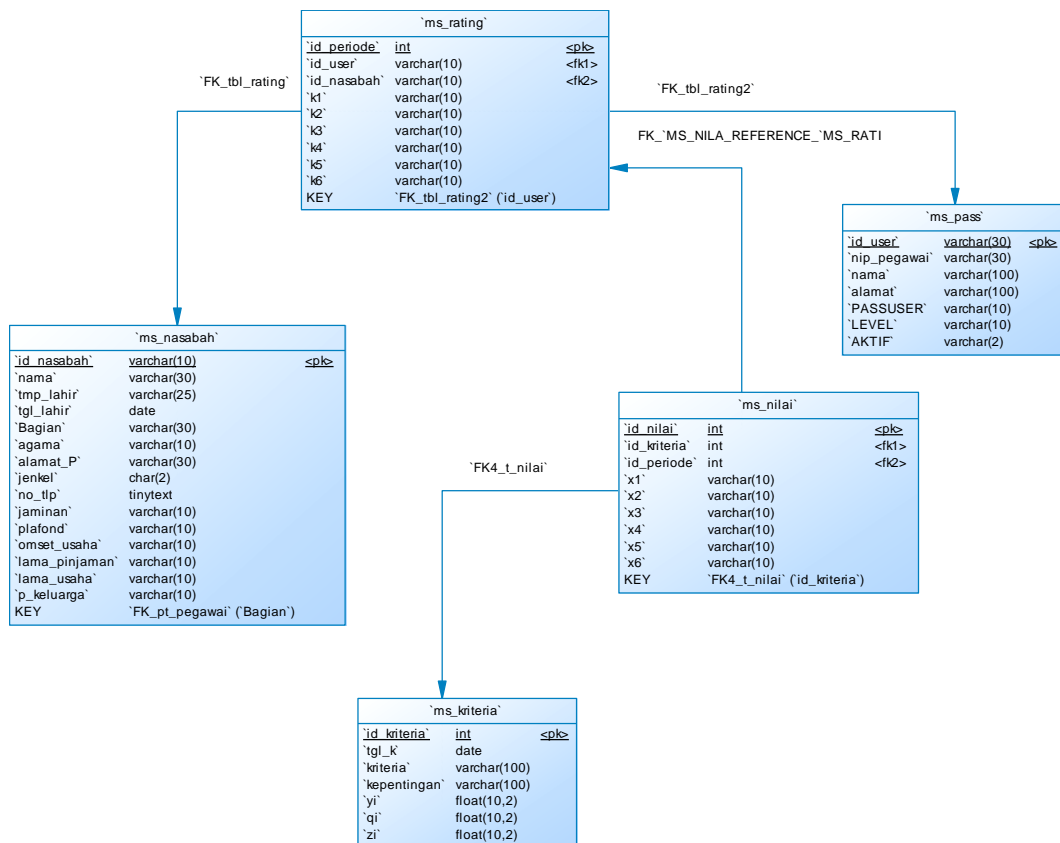 `ms_rating`
`id_periode` int <pk>
`id_user` varchar(10) <fk1>
`id_nasabah` varchar(10) <fk2>
`k1` varchar(10)
`k2` varchar(10)
`k3` varchar(10)
`k4` varchar(10)
`k5` varchar(10)
`k6` varchar(10)
KEY `FK_tbl_rating2` (`id_user`)
`FK_tbl_rating`
`FK_tbl_rating2`
FK_`MS_NILA_REFERENCE_`MS_RATI
`ms_pass`
`id_user` varchar(30) <pk>
`nip_pegawai` varchar(30)
`nama` varchar(100)
`alamat` varchar(100)
`PASSUSER` varchar(10)
`LEVEL` varchar(10)
`AKTIF` varchar(2)
`ms_nasabah`
`id_nasabah` varchar(10) <pk>
`nama` varchar(30)
`tmp_lahir` varchar(25)
`tgl_lahir` date
`Bagian` varchar(30)
`agama` varchar(10)
`alamat_P` varchar(30)
`jenkel` char(2)
`no_tlp` tinytext
`jaminan` varchar(10)
`plafond` varchar(10)
`omset_usaha` varchar(10)
`lama_pinjaman` varchar(10)
`lama_usaha` varchar(10)
`p_keluarga` varchar(10)
KEY `FK_pt_pegawai` (`Bagian`)
`ms_nilai`
`id_nilai` int <pk>
`id_kriteria` int <fk1>
`id_periode` int <fk2>
`x1` varchar(10)
`x2` varchar(10)
`x3` varchar(10)
`x4` varchar(10)
`x5` varchar(10)
`x6` varchar(10)
KEY `FK4_t_nilai` (`id_kriteria`)
`FK4_t_nilai`
`ms_kriteria`
`id_kriteria` int <pk>
`tgl_k` date
`kriteria` varchar(100)
`kepentingan` varchar(100)
`yi` float(10,2)
`qi` float(10,2)
`zi` float(10,2)